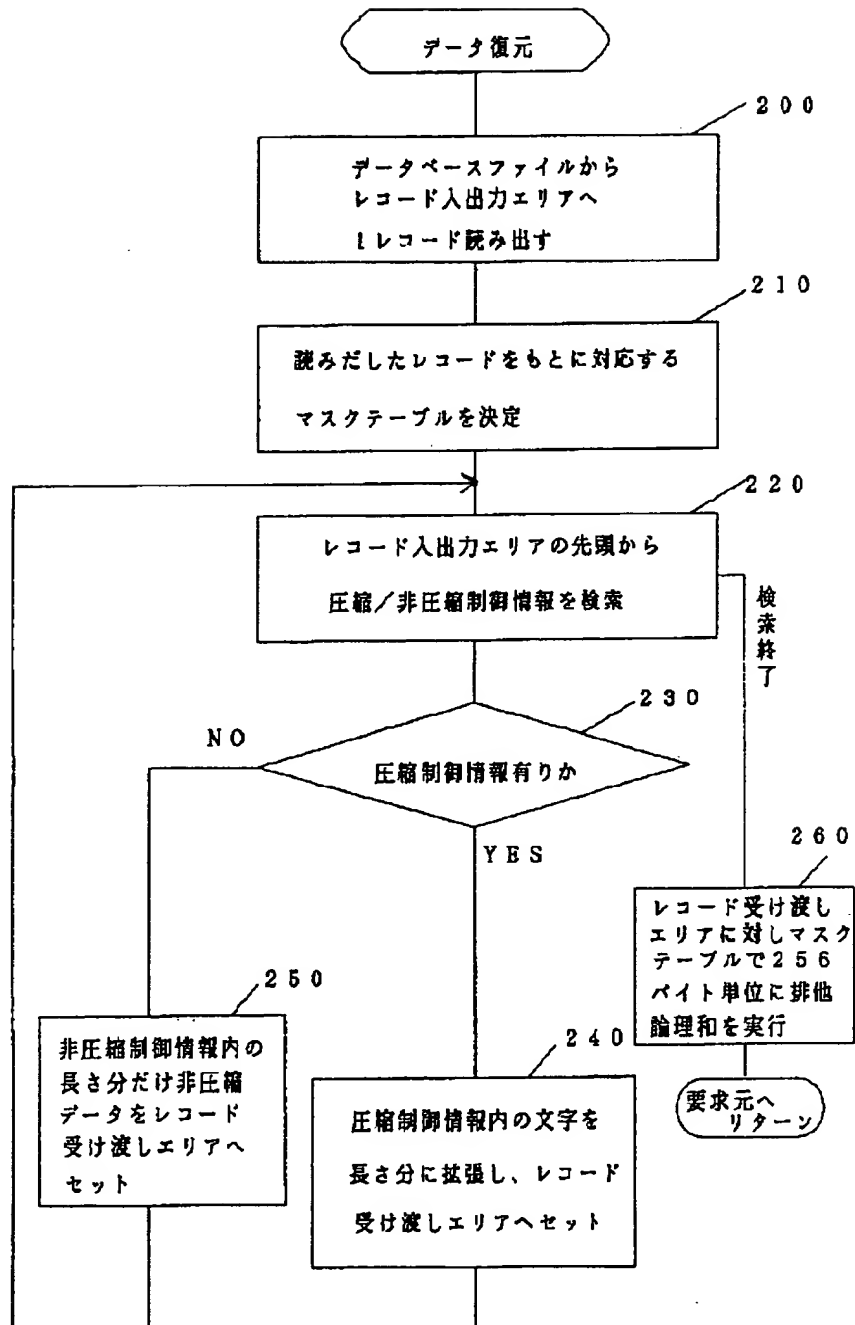 データ復元
200
データベースファイルから
レコード入出力エリアへ
1レコード読み出す
210
読みだしたレコードをもとに対応する
マスクテーブルを決定
220
レコード入出力エリアの先頭から
圧縮/非圧縮制御情報を検索
検索終了
230
NO
圧縮制御情報有りか
YES
260
レコード受け渡し
エリアに対しマスク
テーブルで256
バイト単位に排他
論理和を実行
250
非圧縮制御情報内の
長さ分だけ非圧縮
データをレコード
受け渡しエリアへ
セット
240
圧縮制御情報内の文字を
長さ分に拡張し、レコード
受け渡しエリアへセット
要求元へ
リターン